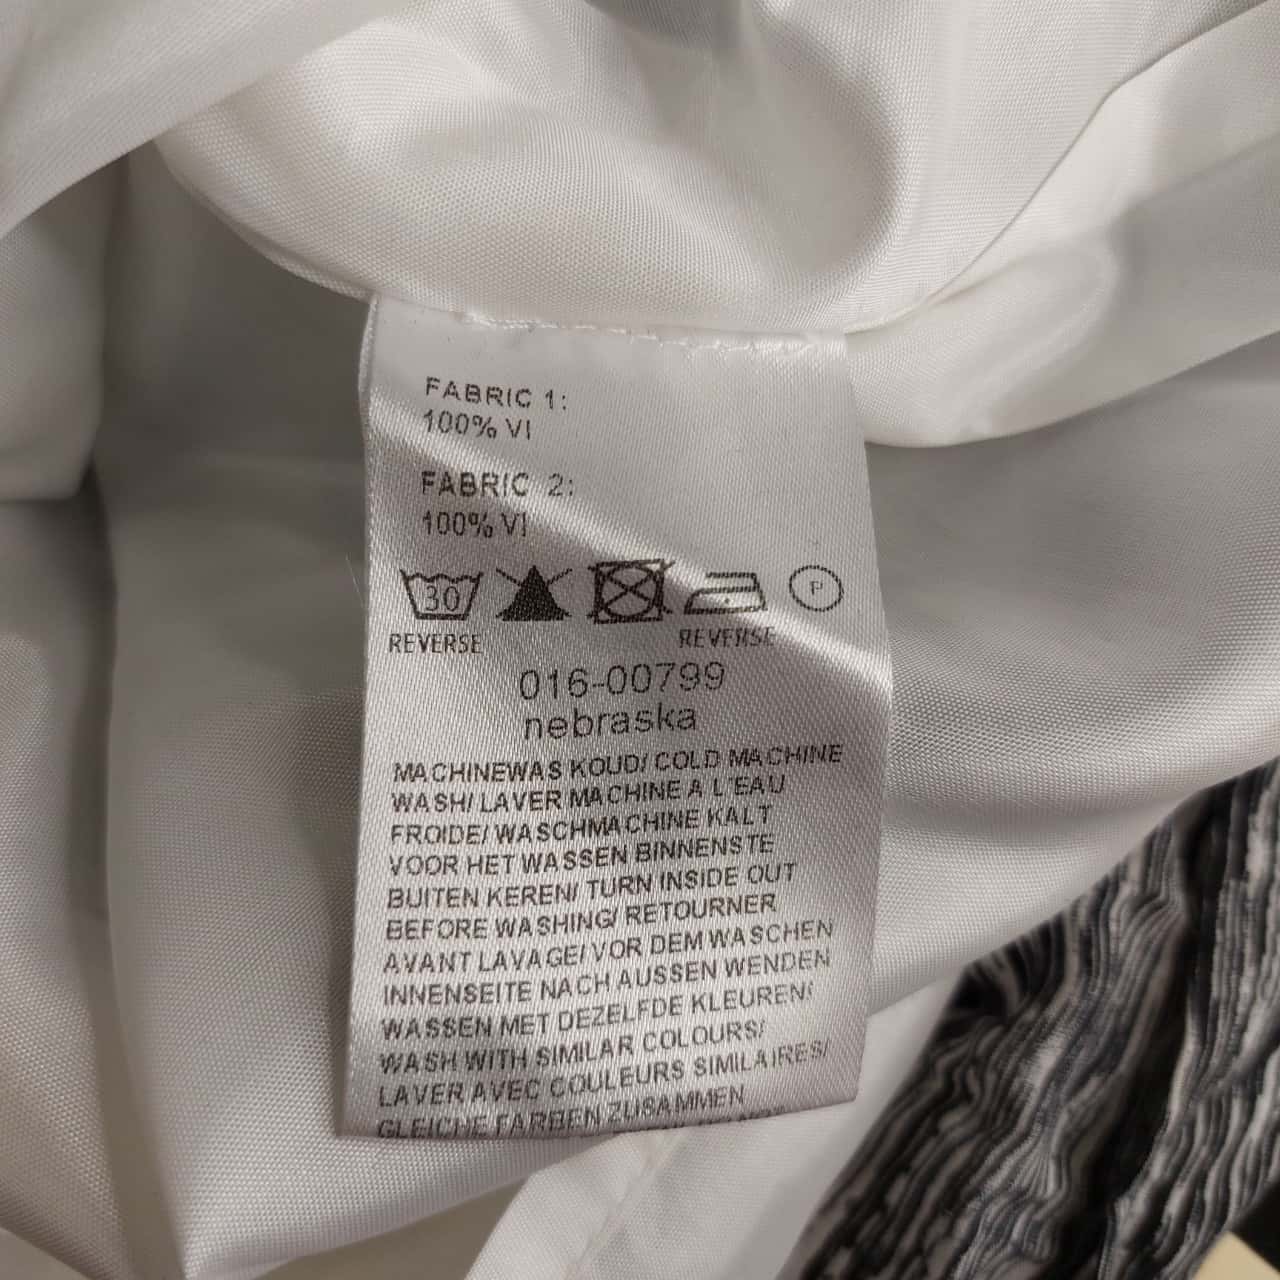 FABRIC 1:
100% VI
FABRIC 2:
100% VI
30
P
REVERSE REVERSE
016-00799
nebraska
MACHINEWAS KOUD/ COLD MACHINE
WASH/ LAVER MACHINE A L'EAU
FROIDE/ WASCHMACHINE KALT
VOOR HET WASSEN BINNENSTE
BUITEN KEREN/ TURN INSIDE OUT
BEFORE WASHING/ RETOURNER
AVANT LAVAGE/ VOR DEM WASCHEN
INNENSEITE NACH AUSSEN WENDEN
WASSEN MET DEZELFDE KLEUREN/
WASH WITH SIMILAR COLOURS/
LAVER AVEC COULEURS SIMILAIRES/
GLEICHE FARBEN ZUSAMMEN